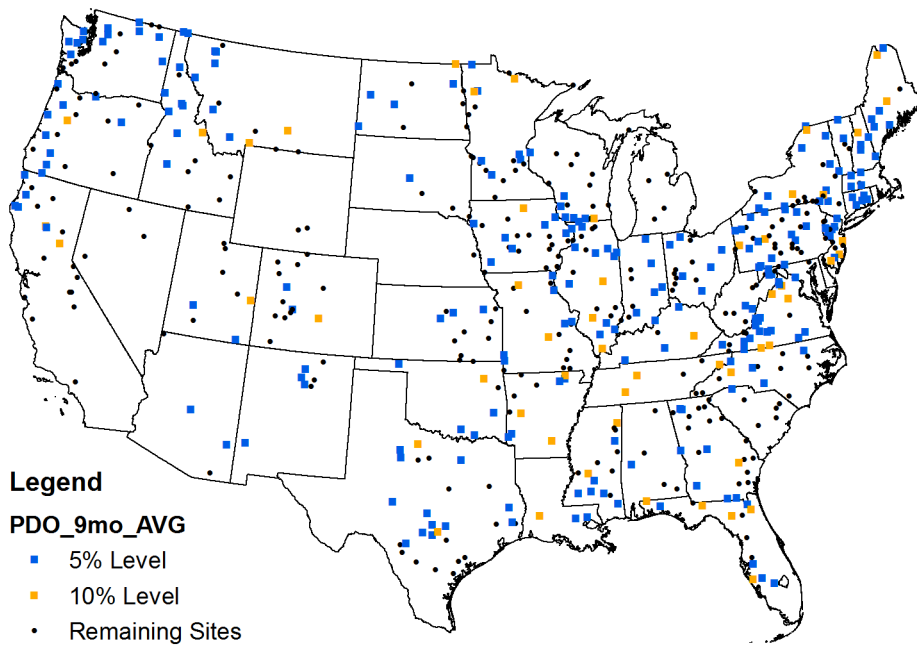 Legend
PDO_9mo_AVG
5% Level
10% Level
Remaining Sites